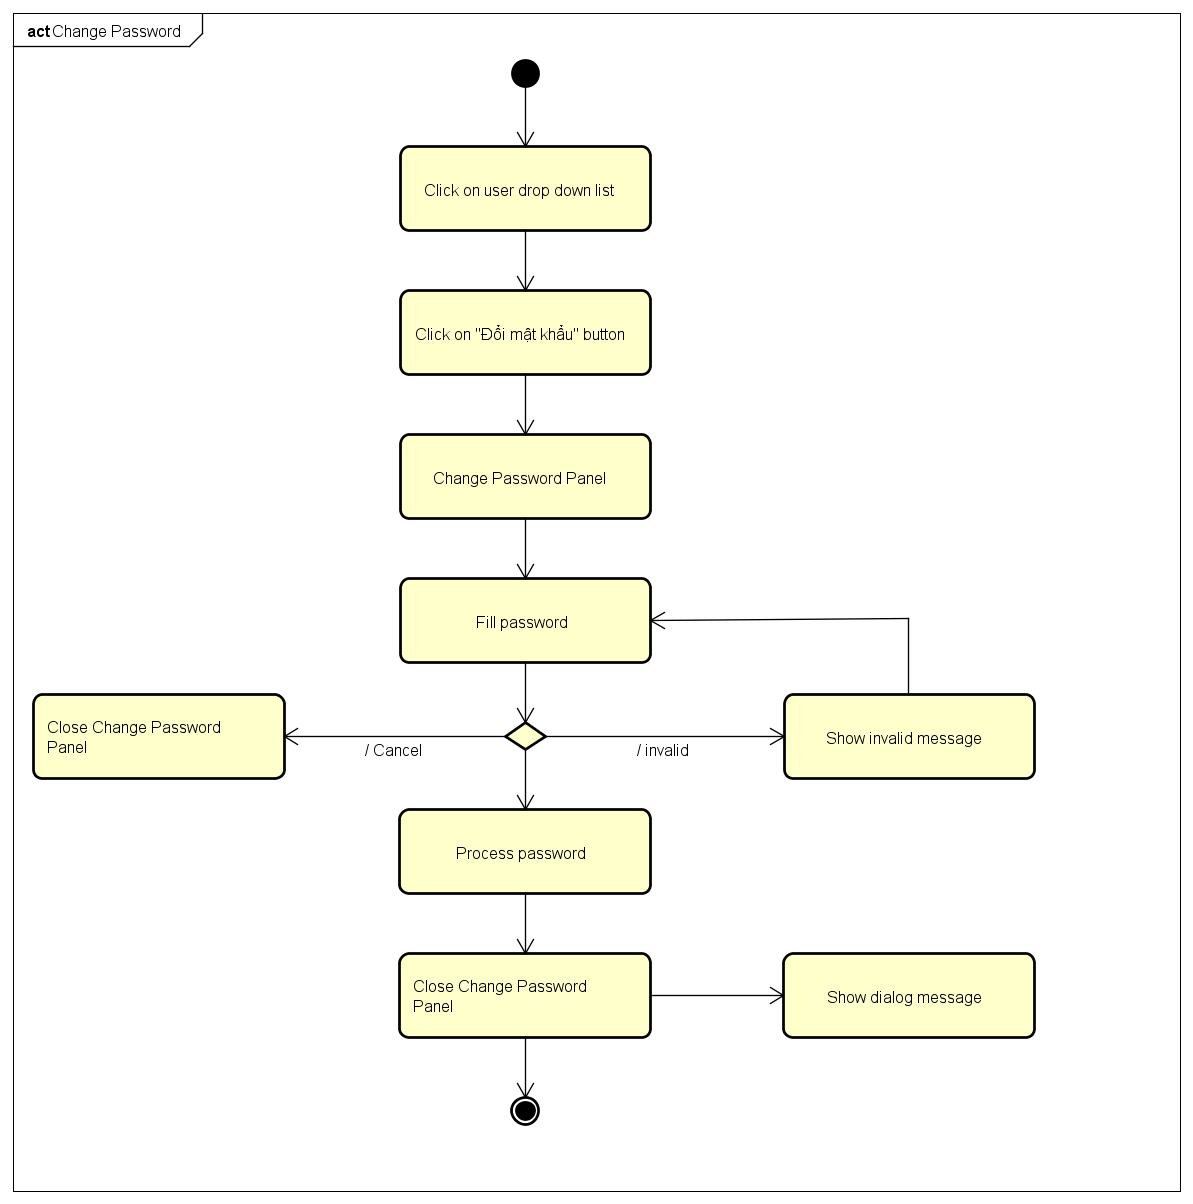 act Change Password
Click on user drop down list
Click on "Đổi mật khẩu" button
Change Password Panel
Fill password
Close Change Password
Panel
/ Cancel
/ invalid
Show invalid message
Process password
Close Change Password
Panel
Show dialog message